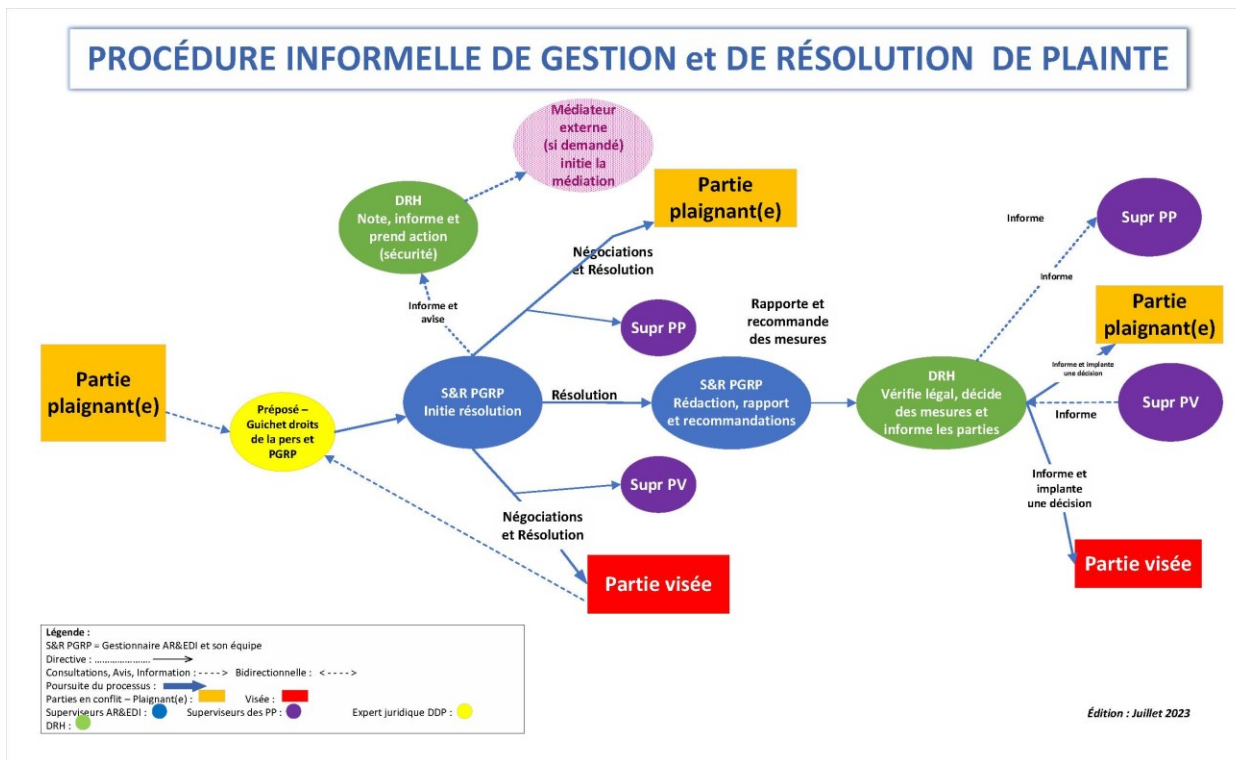 PROCÉDURE INFORMELLE DE GESTION et DE RÉSOLUTION DE PLAINTE
Médiateur
externe
(si demandé)
initie la
médiation
DRH
Note, informe et
prend action
(sécurité)
Partie
plaignant(e)
Négociations
et Résolution
Informe et
avise
Supr PP
Partie
plaignant(e)
Préposé –
Guichet droits
de la pers et
PGRP
S&R PGRP
Initie résolution
Résolution
Rapporte et
recommande
des mesures
S&R PGRP
Rédaction, rapport
et recommandations
DRH
Vérifie légal, décide
des mesures et
informe les parties
Informe
Informe
Supr PP
Partie
plaignant(e)
Informe et implante
une décision
Informe
Supr PV
Supr PV
Négociations
et Résolution
Partie visée
Informe et
implante
une décision
Partie visée
Légende :
S&R PGRP = Gestionnaire AR&EDI et son équipe
Directive : .......................
Consultations, Avis, Information : - - - - > Bidirectionnelle : < - - - - >
Poursuite du processus :
Parties en conflit – Plaignant(e) : Visée :
Superviseurs AR&EDI : Superviseurs des PP : Expert juridique DDP :
DRH :
Édition : Juillet 2023